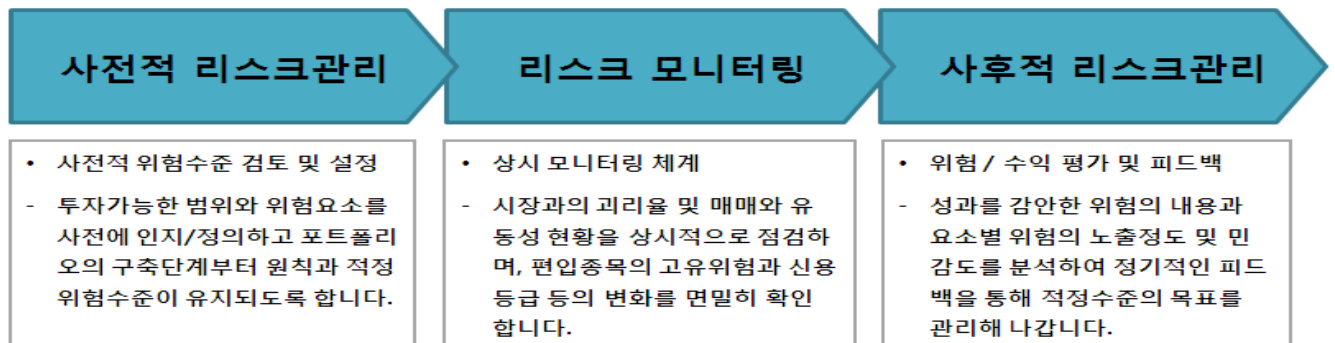 사전적 리스크관리
리스크 모니터링
사후적 리스크관리
• 사전적 위험수준 검토 및 설정
- 투자가능한 범위와 위험요소를
사전에 인지/정의하고 포트폴리
오의 구축단계부터 원칙과 적정
위험수준이 유지되도록 합니다.
• 상시 모니터링 체계
- 시장과의 괴리율 및 매매와 유
동성 현황을 상시적으로 점검하
며, 편입종목의 고유위험과 신용
등급 등의 변화를 면밀히 확인
합니다.
• 위험 / 수익 평가 및 피드백
- 성과를 감안한 위험의 내용과
요소별 위험의 노출정도 및 민
감도를 분석하여 정기적인 피드
백을 통해 적정수준의 목표를
관리해 나갑니다.